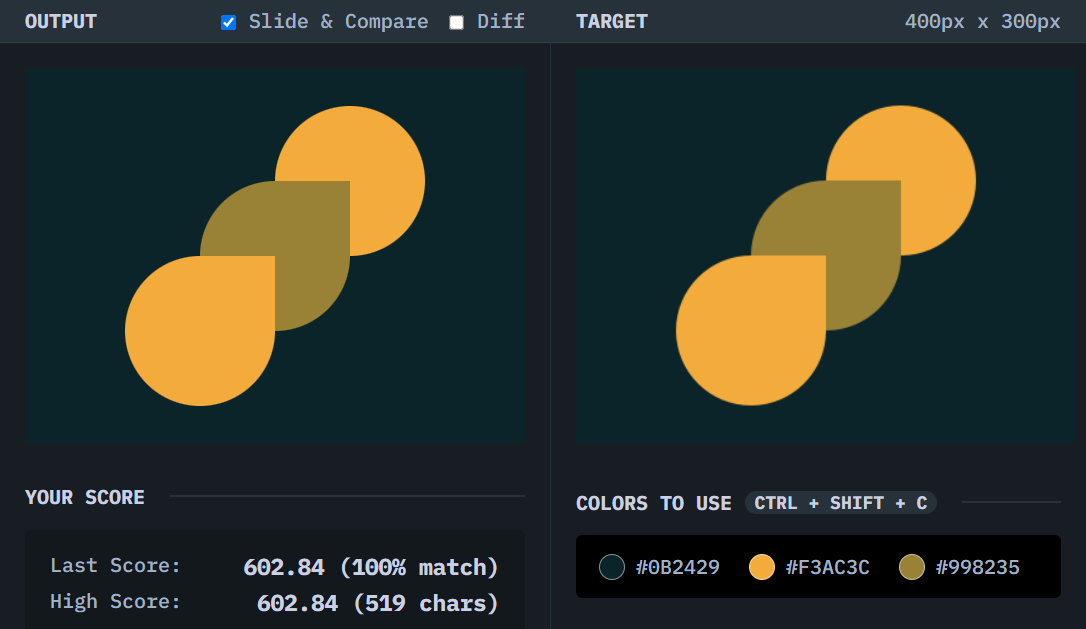 OUTPUT Slide & Compare Diff
TARGET 400px x 300px
YOUR SCORE
Last Score: 602.84 (100% match)
High Score: 602.84 (519 chars)
COLORS TO USE CTRL + SHIFT + C
#0B2429 #F3AC3C #998235